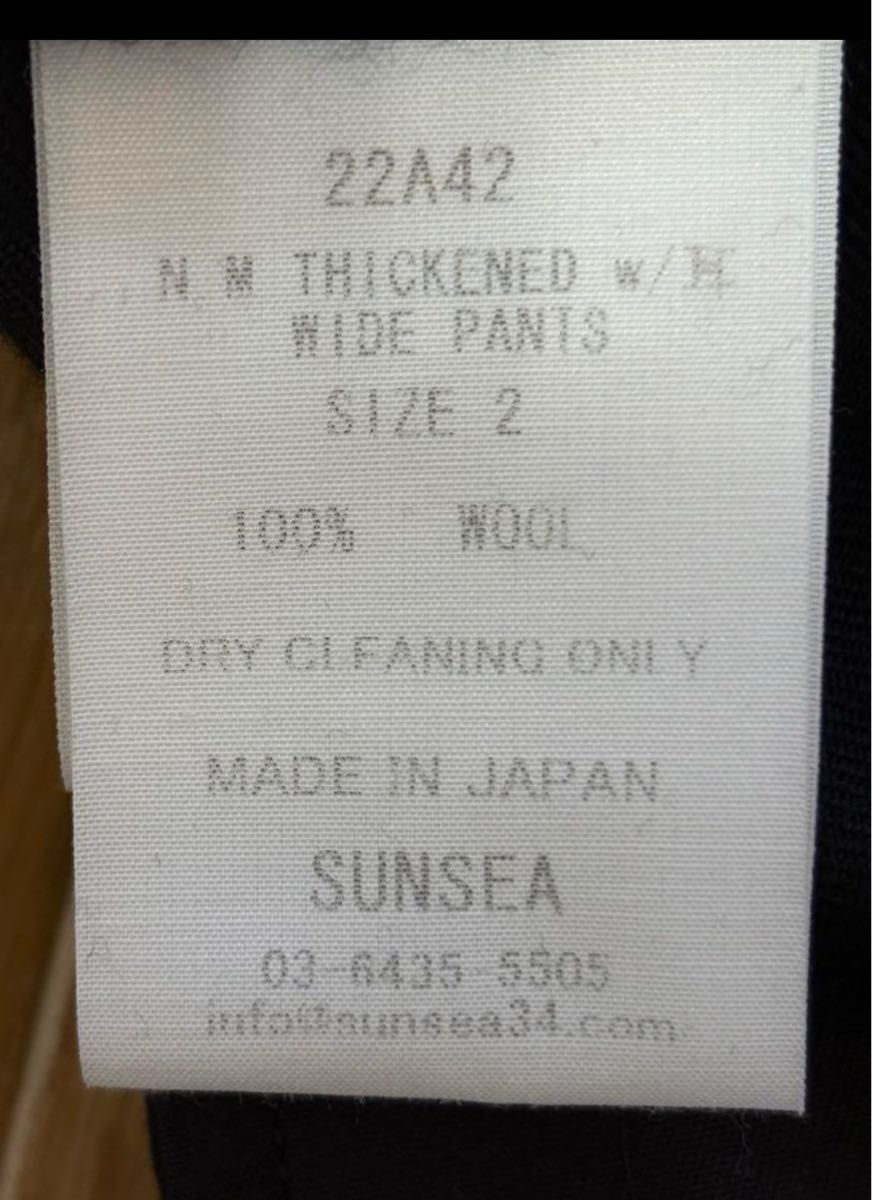 22A42
N.M THICKENED w/耳
WIDE PANTS
SIZE 2
100% WOOL
DRY CLEANING ONLY
MADE IN JAPAN
SUNSEA
03-6435-5505
info@sunsea34.com